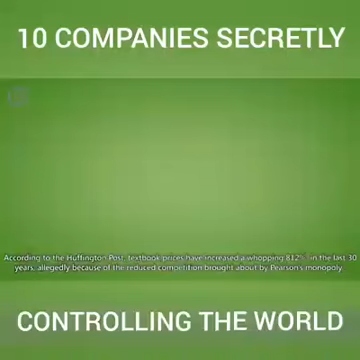 10 COMPANIES SECRETLY
According to the Huffington Post, textbook prices have increased a whopping 812% in the last 30
years, allegedly because of the reduced competition brought about by Pearson's monopoly.
CONTROLLING THE WORLD